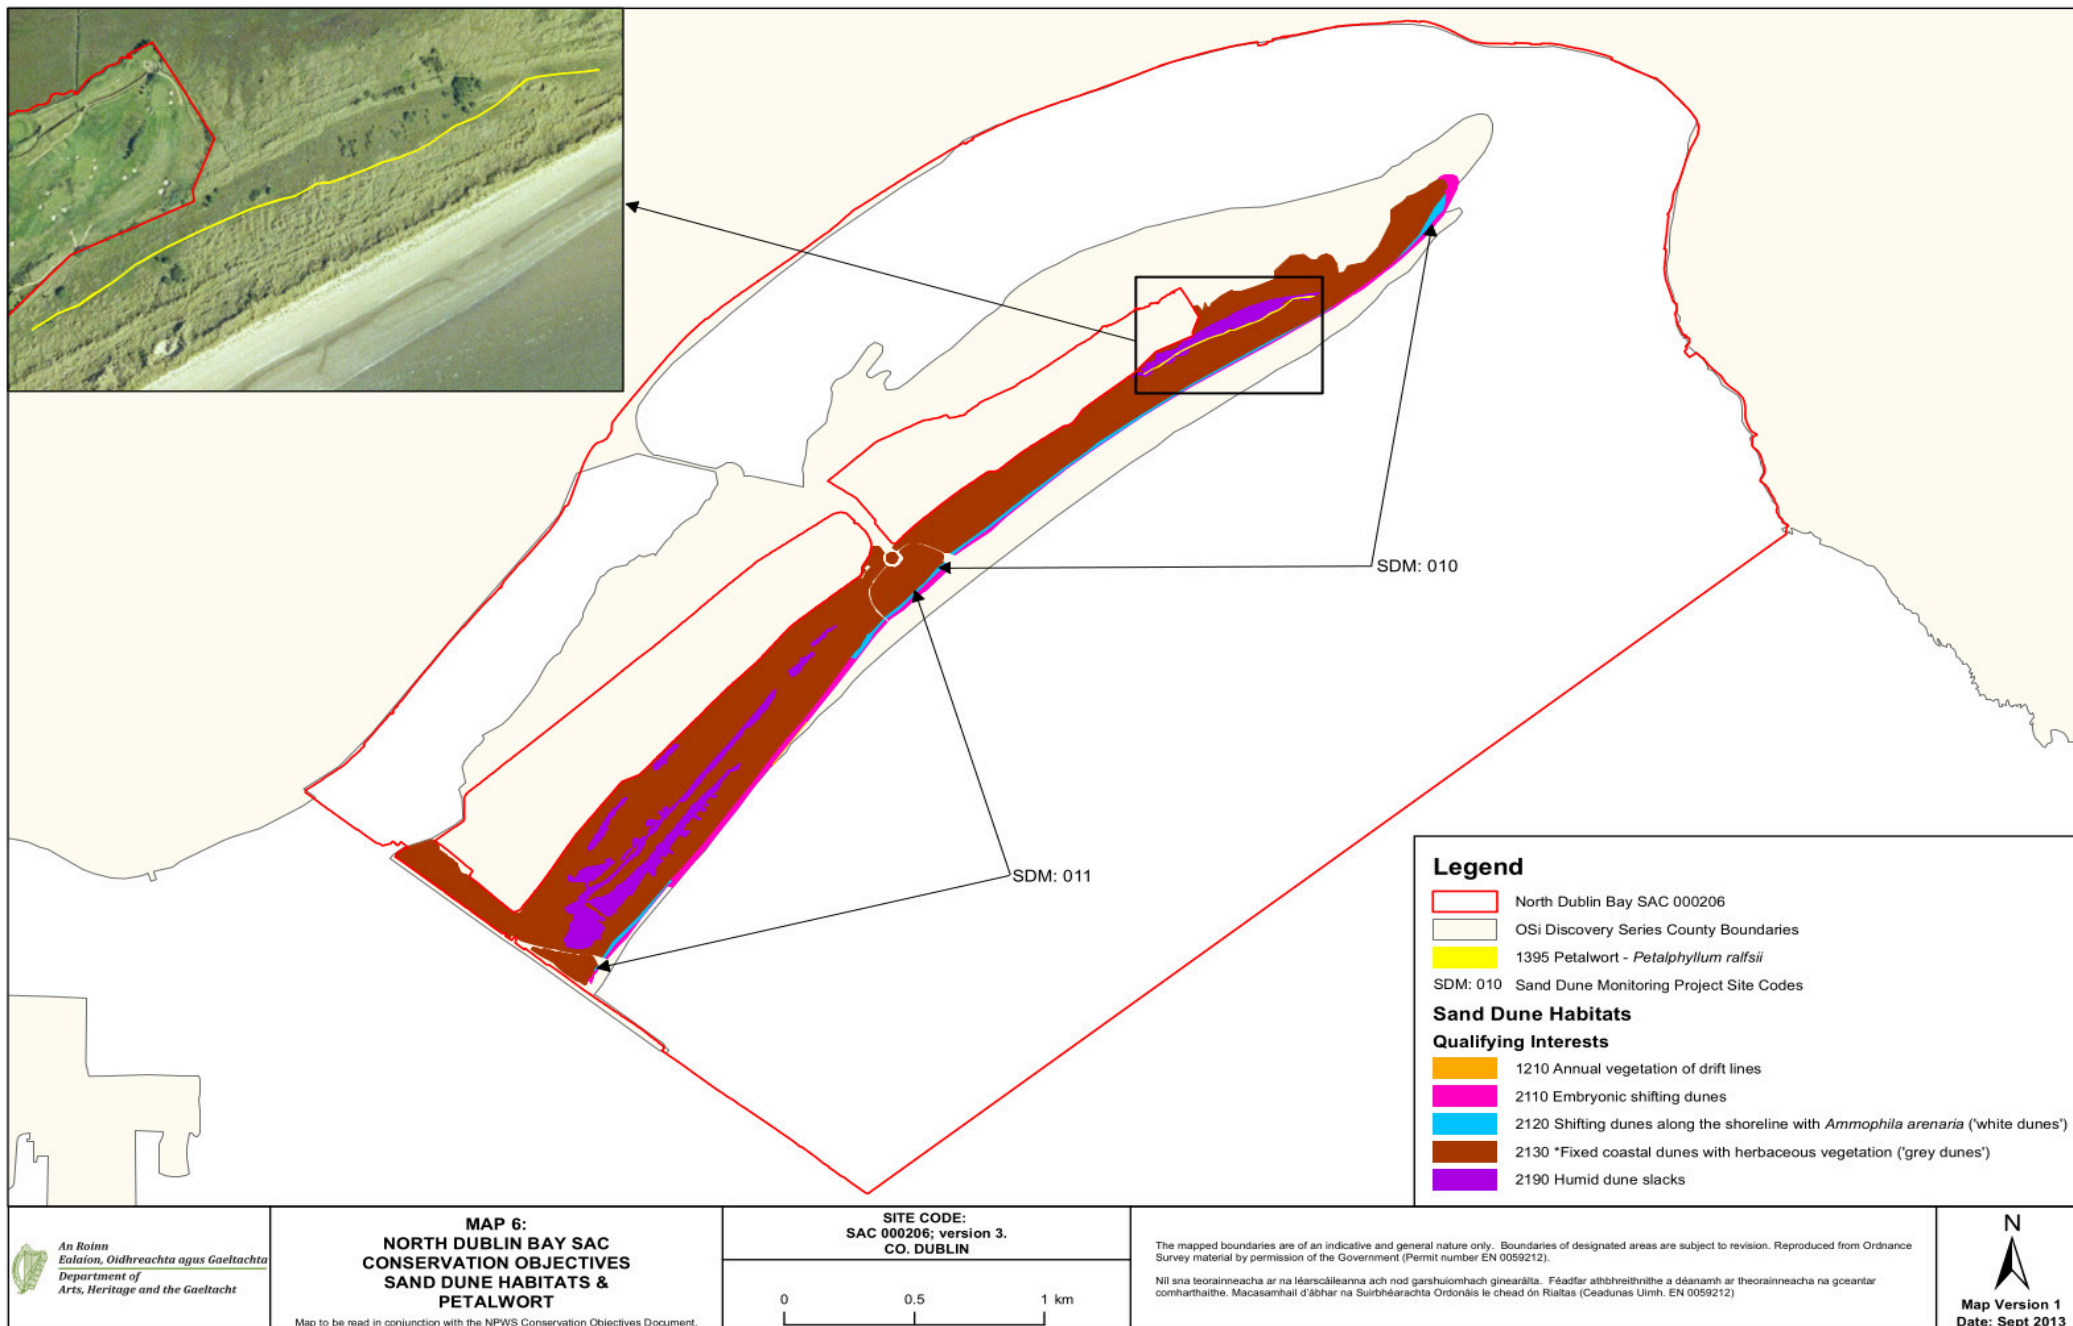 SDM: 010
SDM: 011
Legend
North Dublin Bay SAC 000206
OSi Discovery Series County Boundaries
1395 Petalwort - Petalphyllum ralfsii
SDM: 010 Sand Dune Monitoring Project Site Codes
Sand Dune Habitats
Qualifying Interests
1210 Annual vegetation of drift lines
2110 Embryonic shifting dunes
2120 Shifting dunes along the shoreline with Ammophila arenaria ('white dunes')
2130 *Fixed coastal dunes with herbaceous vegetation ('grey dunes')
2190 Humid dune slacks
An Roinn
Ealaíon, Oidhreachta agus Gaeltachta
Department of
Arts, Heritage and the Gaeltacht
MAP 6:
NORTH DUBLIN BAY SAC
CONSERVATION OBJECTIVES
SAND DUNE HABITATS &
PETALWORT
Map to be read in conjunction with the NPWS Conservation Objectives Document.
SITE CODE:
SAC 000206; version 3.
CO. DUBLIN
0 0.5 1 km
The mapped boundaries are of an indicative and general nature only. Boundaries of designated areas are subject to revision. Reproduced from Ordnance
Survey material by permission of the Government (Permit number EN 0059212).
Níl sna teorainneacha ar na léarscáileanna ach nod garshuiomhach ginearálta. Féadfar athbhreithnithe a déanamh ar theorainneacha na gceantar
comharthaithe. Macasamhail d'ábhar na Suirbhéarachta Ordonáis le chead ón Rialtas (Ceadunas Uimh. EN 0059212)
N
Map Version 1
Date: Sept 2013